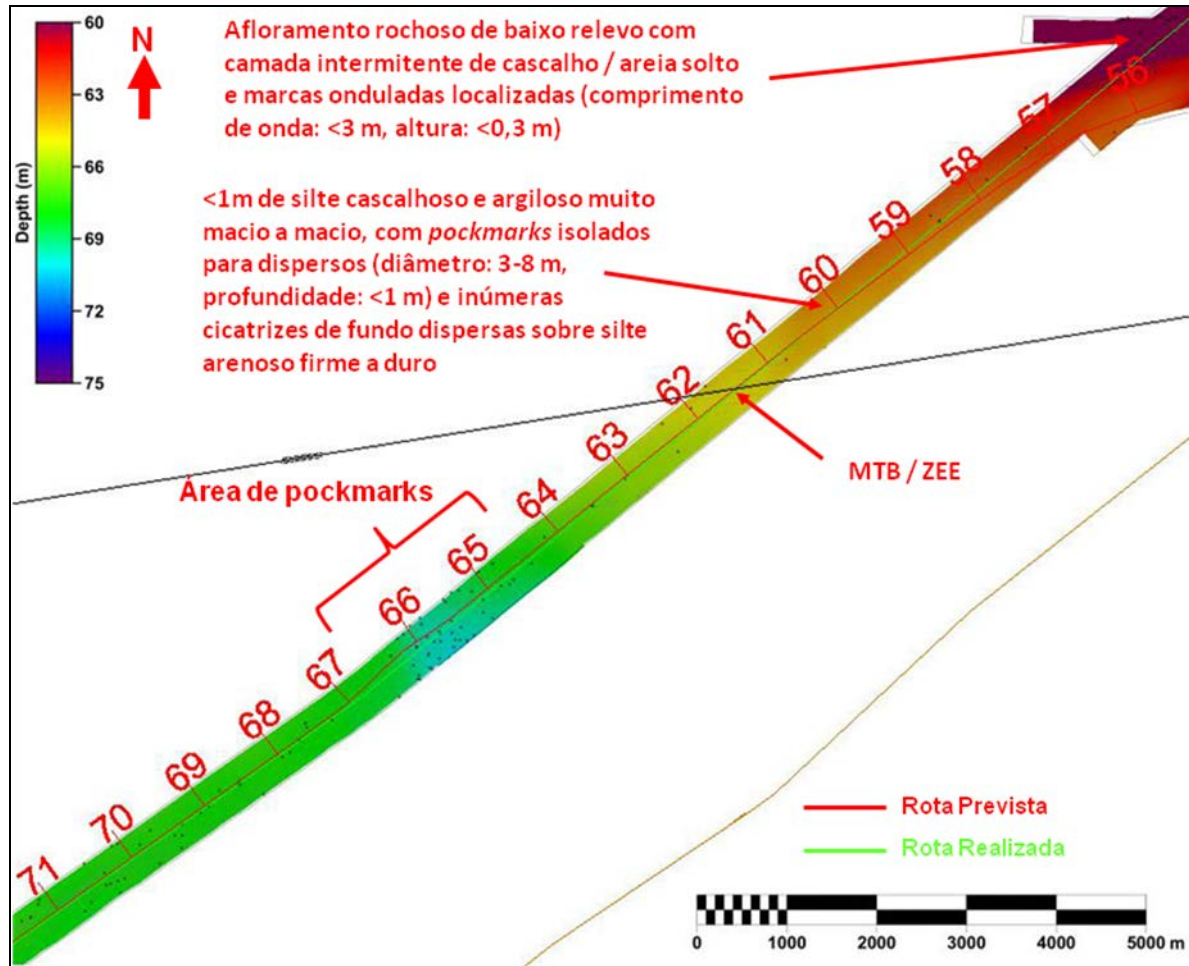 60
63
66
69
72
75
Depth (m)
N
Afloramento rochoso de baixo relevo com
camada intermitente de cascalho / areia solto
e marcas onduladas localizadas (comprimento
de onda: <3 m, altura: <0,3 m)
<1m de silte cascalhoso e argiloso muito
macio a macio, com pockmarks isolados
para dispersos (diâmetro: 3-8 m,
profundidade: <1 m) e inúmeras
cicatrizes de fundo dispersas sobre silte
arenoso firme a duro
56
57
58
59
60
61
62
63
64
65
66
67
68
69
70
71
MTB / ZEE
Área de pockmarks
Rota Prevista
Rota Realizada
0 1000 2000 3000 4000 5000 m